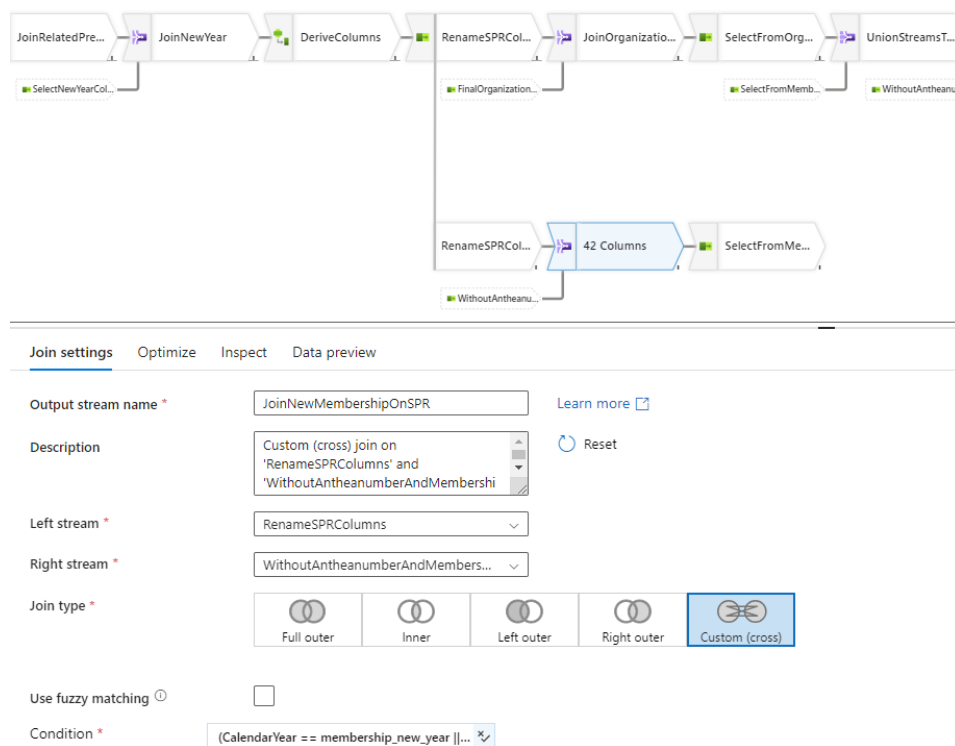 JoinRelatedPre...
JoinNewYear
DeriveColumns
RenameSPRCol...
JoinOrganizatio...
SelectFromOrg...
UnionStreamsT...
SelectNewYearCol...
FinalOrganization...
SelectFromMemb...
WithoutAntheanu
RenameSPRCol...
42 Columns
SelectFromMe...
WithoutAntheanu...
Join settings
Optimize
Inspect
Data preview
Output stream name *
JoinNewMembershipOnSPR
Learn more
Description
Custom (cross) join on
'RenameSPRColumns' and
'WithoutAntheanumberAndMembershi
Reset
Left stream *
RenameSPRColumns
Right stream *
WithoutAntheanumberAndMembers...
Join type *
Full outer
Inner
Left outer
Right outer
Custom (cross)
Use fuzzy matching
Condition *
(CalendarYear == membership_new_year ||...